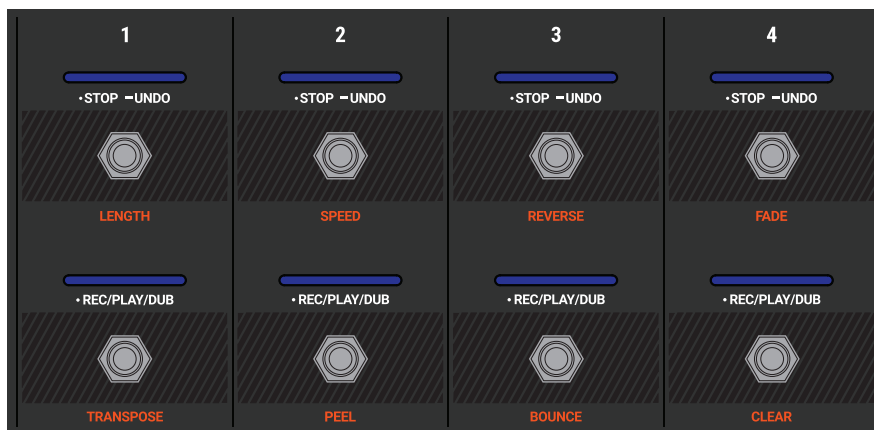 1 2 3 4
•STOP –UNDO •STOP –UNDO •STOP –UNDO •STOP –UNDO
LENGTH SPEED REVERSE FADE
•REC/PLAY/DUB •REC/PLAY/DUB •REC/PLAY/DUB •REC/PLAY/DUB
TRANSPOSE PEEL BOUNCE CLEAR